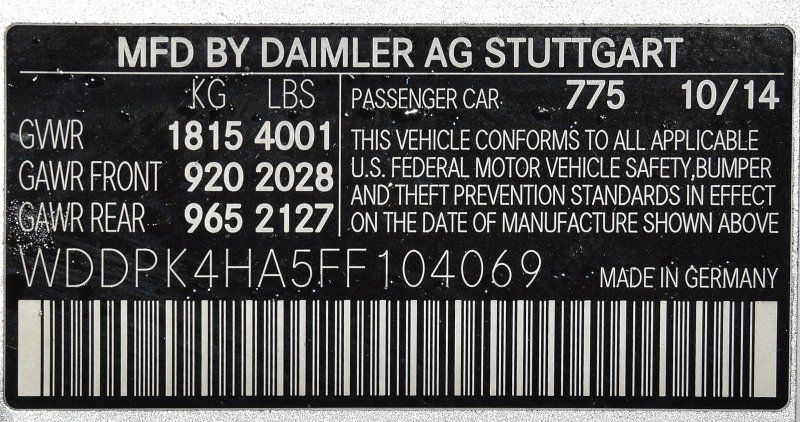 MFD BY DAIMLER AG STUTTGART
KG LBS
GVWR 1815 4001
GAWR FRONT 920 2028
GAWR REAR 965 2127
PASSENGER CAR 775 10/14
THIS VEHICLE CONFORMS TO ALL APPLICABLE
U.S. FEDERAL MOTOR VEHICLE SAFETY,BUMPER
AND THEFT PREVENTION STANDARDS IN EFFECT
ON THE DATE OF MANUFACTURE SHOWN ABOVE
WDDPK4HA5FF104069 MADE IN GERMANY